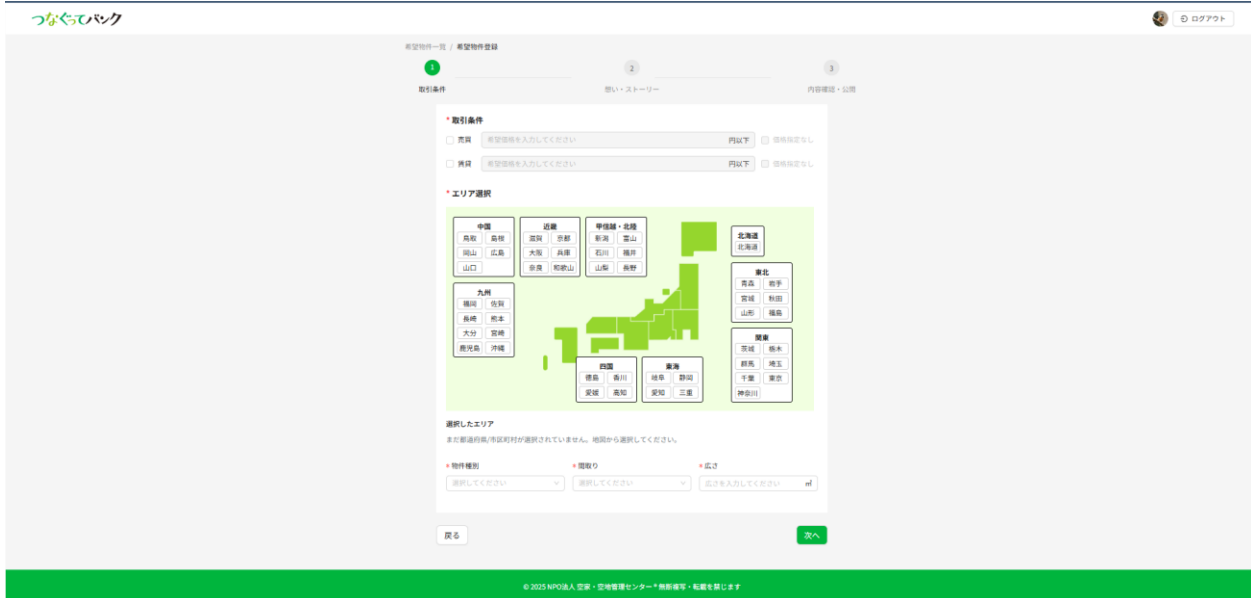 つなぐってバンク
ログアウト
希望物件一覧 / 希望物件登録
1
2
3
取引条件
想い・ストーリー
内容確認・公開
* 取引条件
売買 希望価格を入力してください 円以下 価格指定なし
賃貸 希望価格を入力してください 円以下 価格指定なし
* エリア選択
中国
鳥取 島根
岡山 広島
山口
近畿
滋賀 京都
大阪 兵庫
奈良 和歌山
甲信越・北陸
新潟 富山
石川 福井
山梨 長野
北海道
北海道
東北
青森 岩手
宮城 秋田
山形 福島
九州
福岡 佐賀
長崎 熊本
大分 宮崎
鹿児島 沖縄
関東
茨城 栃木
群馬 埼玉
千葉 東京
神奈川
四国
徳島 香川
愛媛 高知
東海
岐阜 静岡
愛知 三重
選択したエリア
まだ都道府県/市区町村が選択されていません。地図から選択してください。
* 物件種別
* 間取り
* 広さ
選択してください
選択してください
広さを入力してください ㎡
戻る
次へ
© 2025 NPO法人 空家・空地管理センター * 無断複写・転載を禁じます